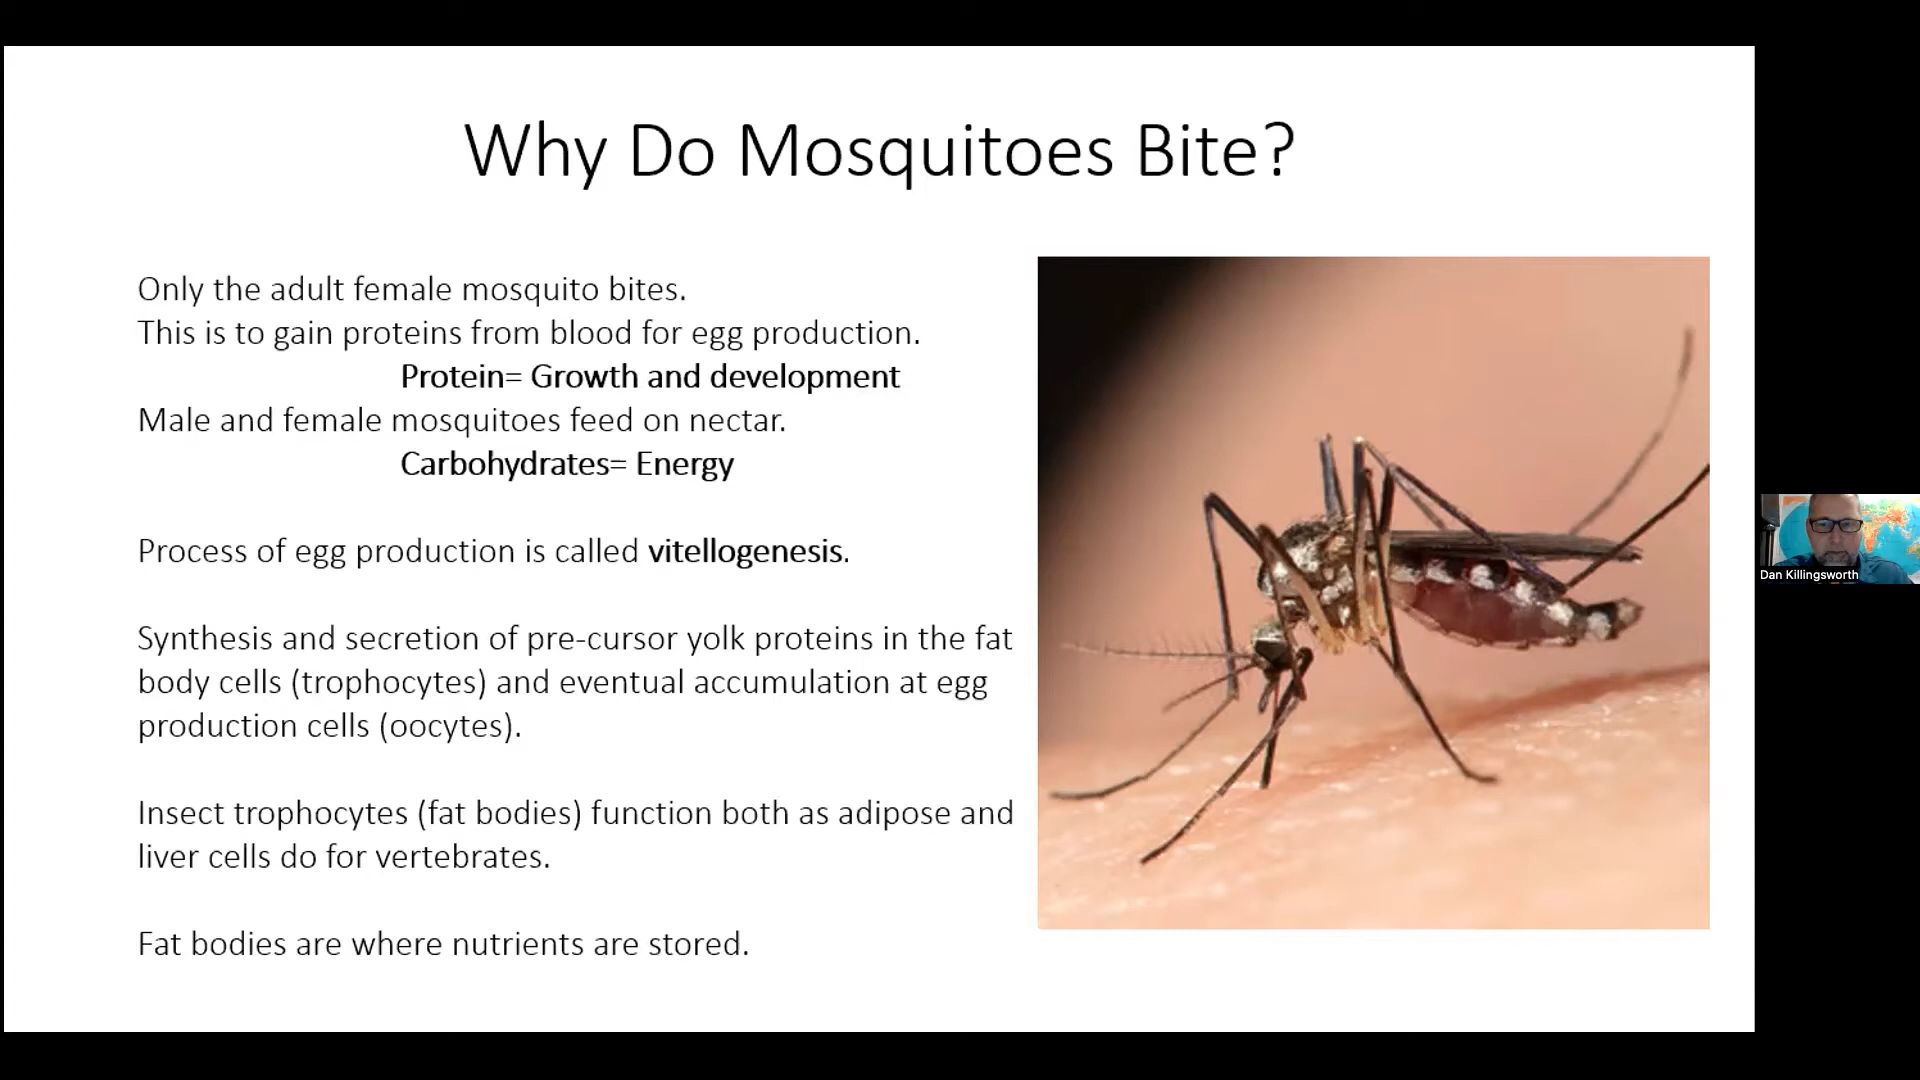 Why Do Mosquitoes Bite?
Only the adult female mosquito bites.
This is to gain proteins from blood for egg production.
Protein= Growth and development
Male and female mosquitoes feed on nectar.
Carbohydrates= Energy
Process of egg production is called vitellogenesis.
Synthesis and secretion of pre-cursor yolk proteins in the fat
body cells (trophocytes) and eventual accumulation at egg
production cells (oocytes).
Insect trophocytes (fat bodies) function both as adipose and
liver cells do for vertebrates.
Fat bodies are where nutrients are stored.
Dan Killingsworth